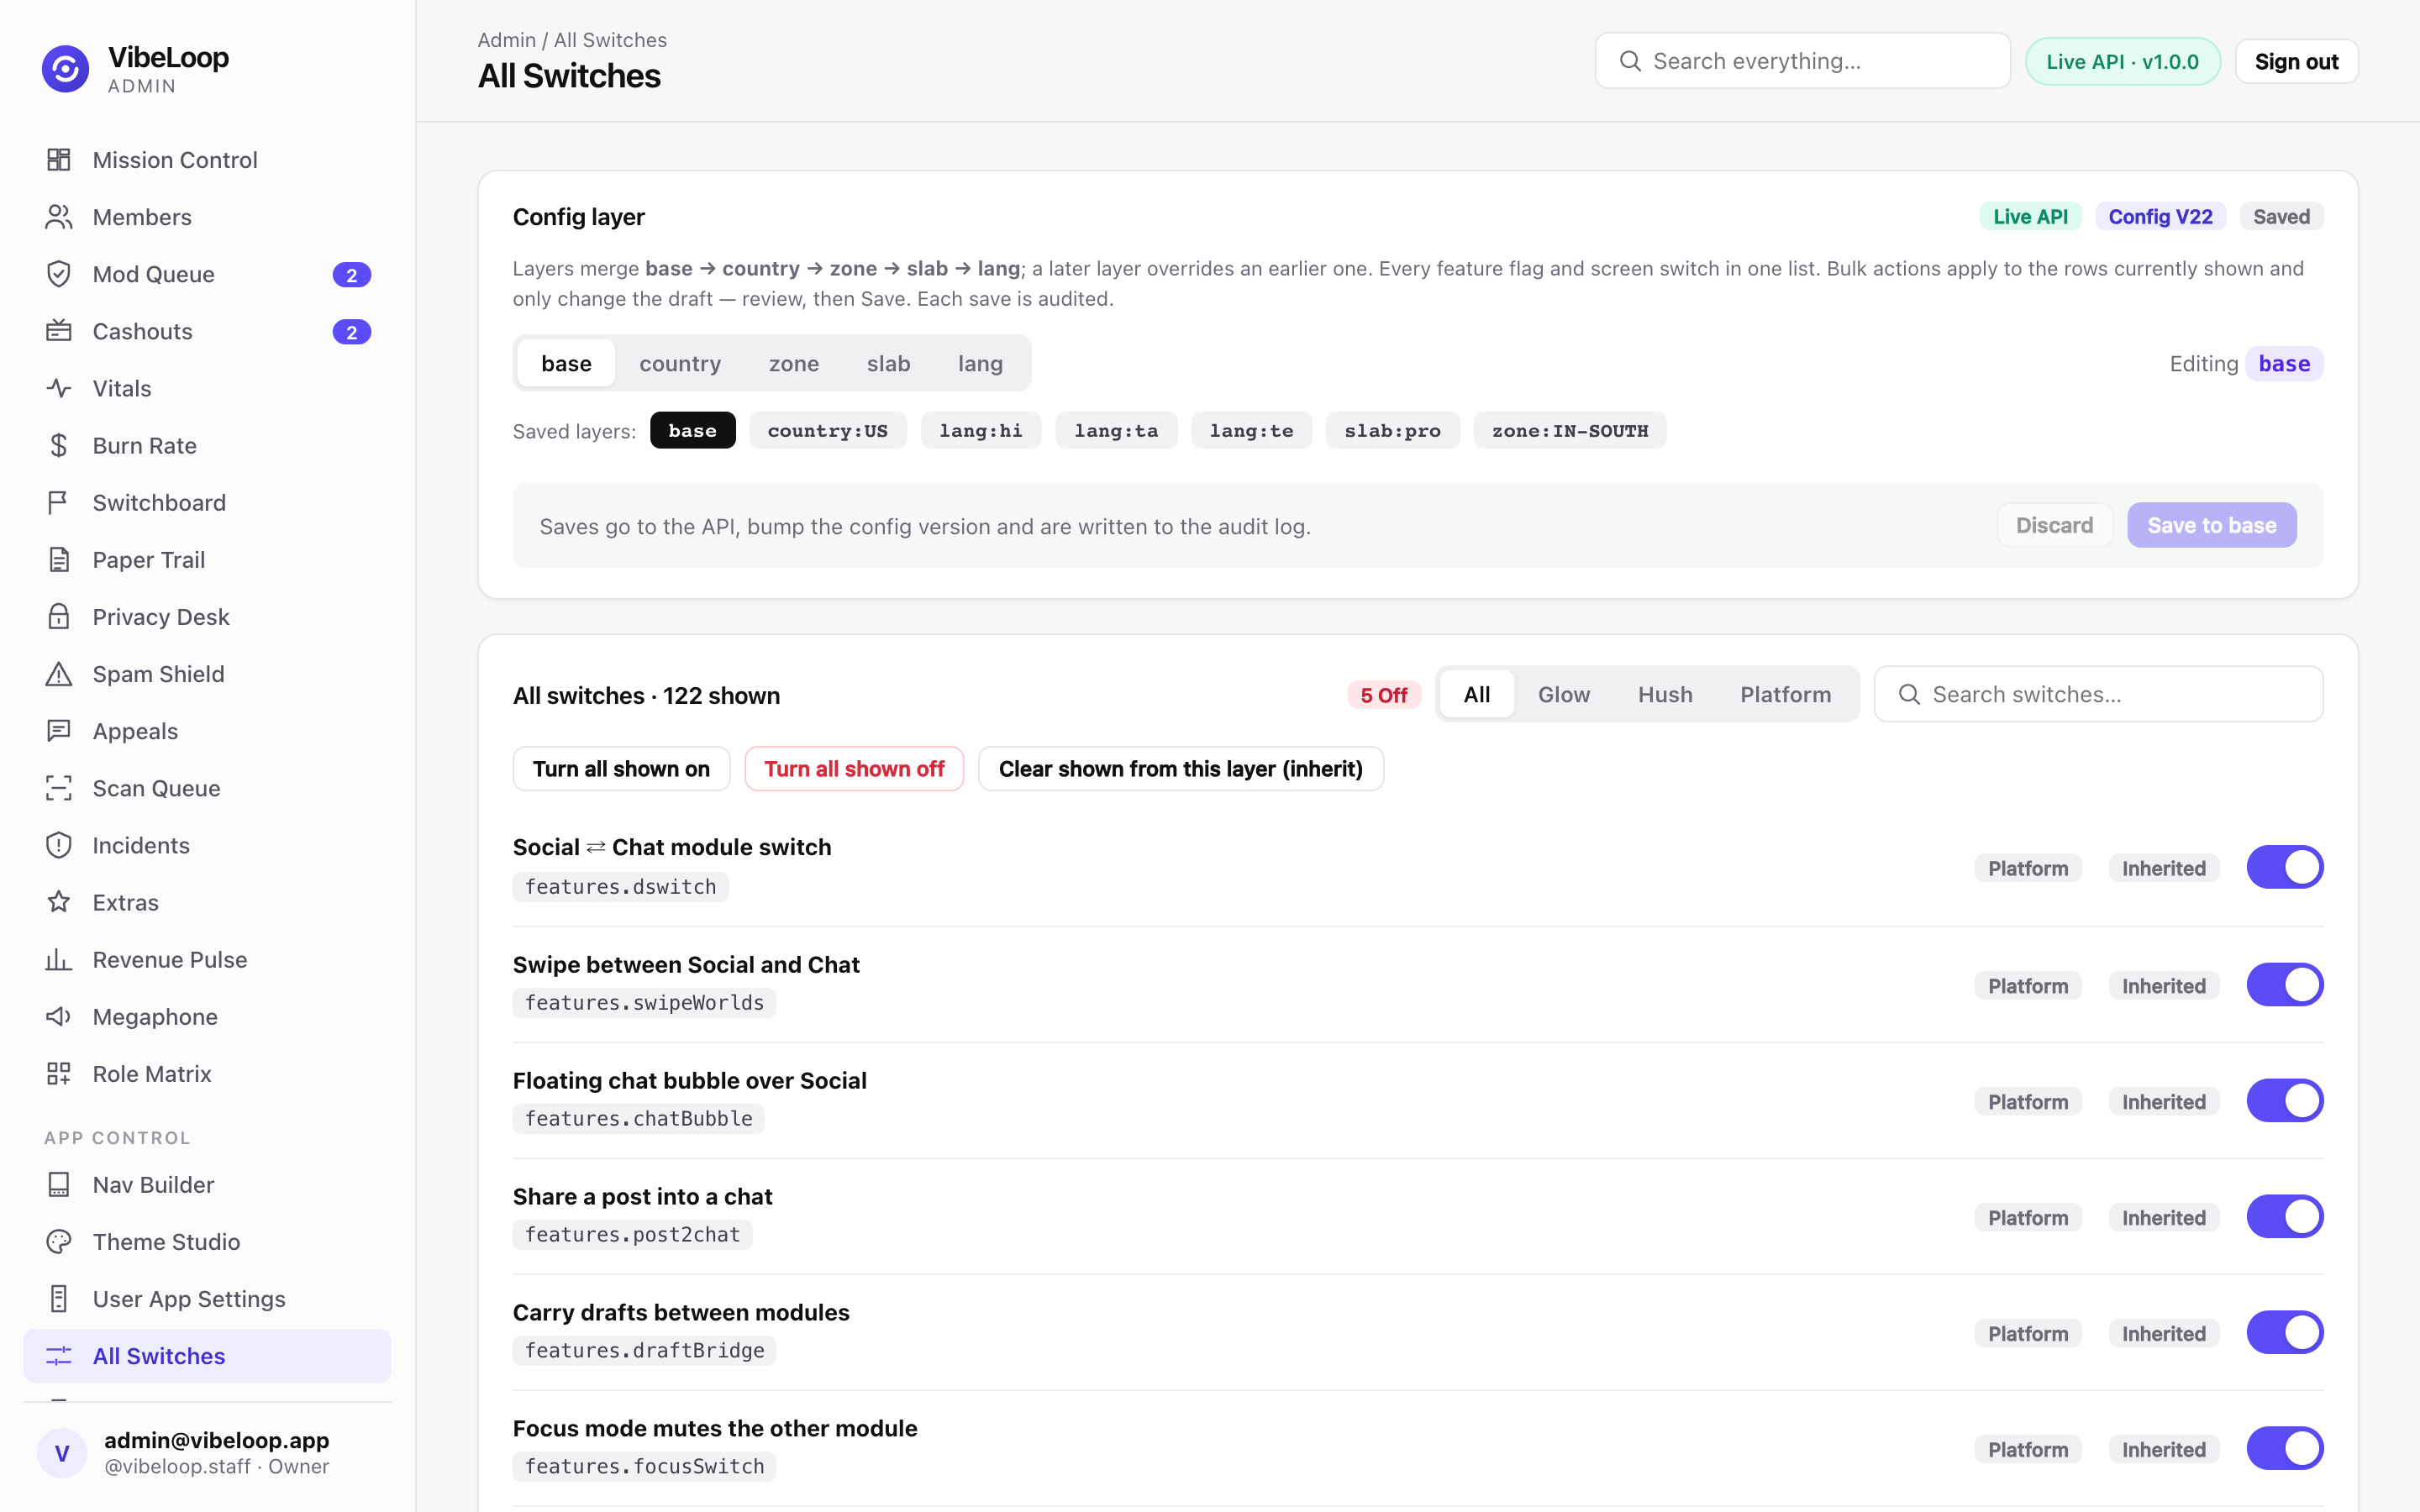 VibeLoop
ADMIN
Mission Control
Members
Mod Queue 2
Cashouts 2
Vitals
Burn Rate
Switchboard
Paper Trail
Privacy Desk
Spam Shield
Appeals
Scan Queue
Incidents
Extras
Revenue Pulse
Megaphone
Role Matrix
APP CONTROL
Nav Builder
Theme Studio
User App Settings
All Switches
V
admin@vibeloop.app
@vibeloop.staff · Owner
Admin / All Switches
All Switches
Search everything...
Live API · v1.0.0
Sign out
Config layer
Live API Config V22 Saved
Layers merge base → country → zone → slab → lang; a later layer overrides an earlier one. Every feature flag and screen switch in one list. Bulk actions apply to the rows currently shown and
only change the draft — review, then Save. Each save is audited.
base country zone slab lang
Editing base
Saved layers: base country:US lang:hi lang:ta lang:te slab:pro zone:IN-SOUTH
Saves go to the API, bump the config version and are written to the audit log.
Discard Save to base
All switches · 122 shown
5 Off
All Glow Hush Platform
Search switches...
Turn all shown on Turn all shown off Clear shown from this layer (inherit)
Social ⇄ Chat module switch
features.dswitch
Platform Inherited
Swipe between Social and Chat
features.swipeWorlds
Platform Inherited
Floating chat bubble over Social
features.chatBubble
Platform Inherited
Share a post into a chat
features.post2chat
Platform Inherited
Carry drafts between modules
features.draftBridge
Platform Inherited
Focus mode mutes the other module
features.focusSwitch
Platform Inherited